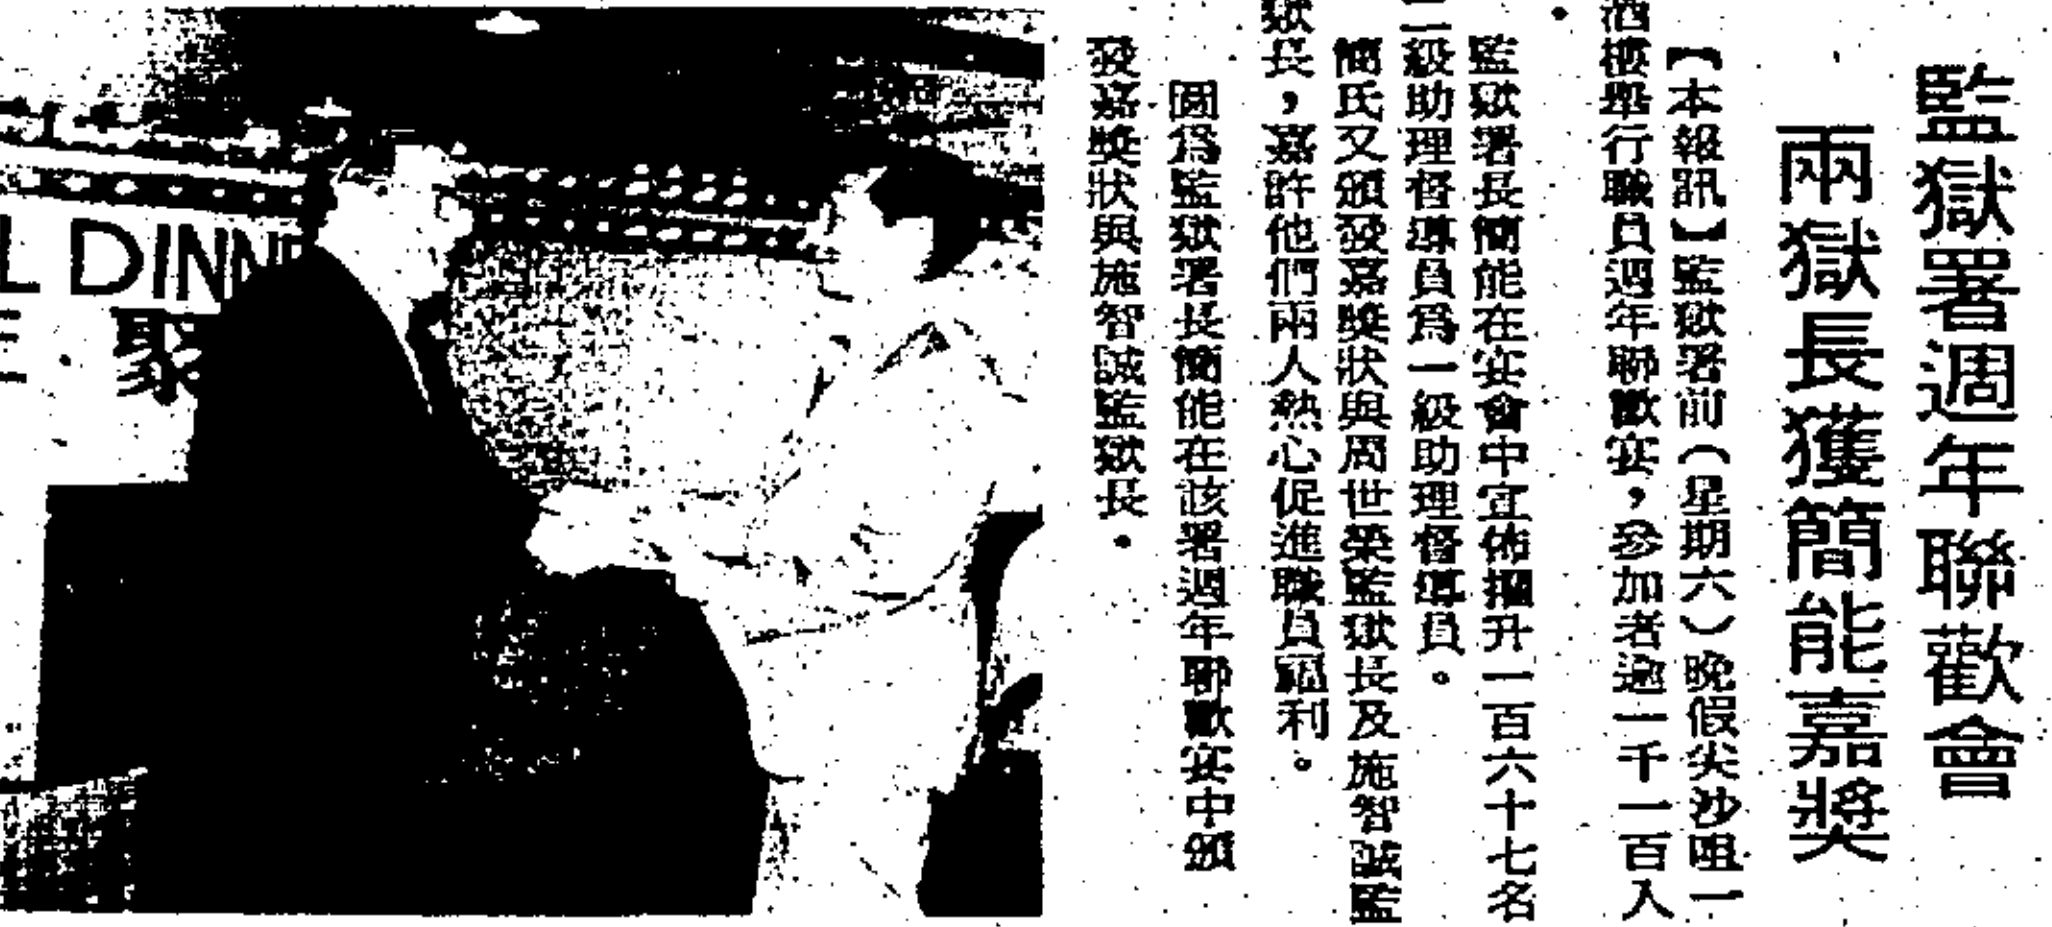 監獄署週年聯歡會
兩獄長獲簡能嘉獎
【本報訊】監獄署前（星期六）晚假尖沙咀一
酒樓舉行職員週年聯歡宴，參加者逾一千一百人
。
監獄署長簡能在宴會中宣佈擢升一百六十七名
二級助理督導員爲一級助理督導員。
簡氏又頒發嘉獎狀與周世榮監獄長及施智誠監
獄長，嘉許他們兩人熱心促進職員福利。
圖爲監獄署長簡能在該署週年聯歡宴中頒
發嘉獎狀與施智誠監獄長。
L DINN
聚